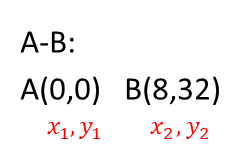 A-B:
A(0,0) B(8,32)
x₁, y₁ x₂, y₂